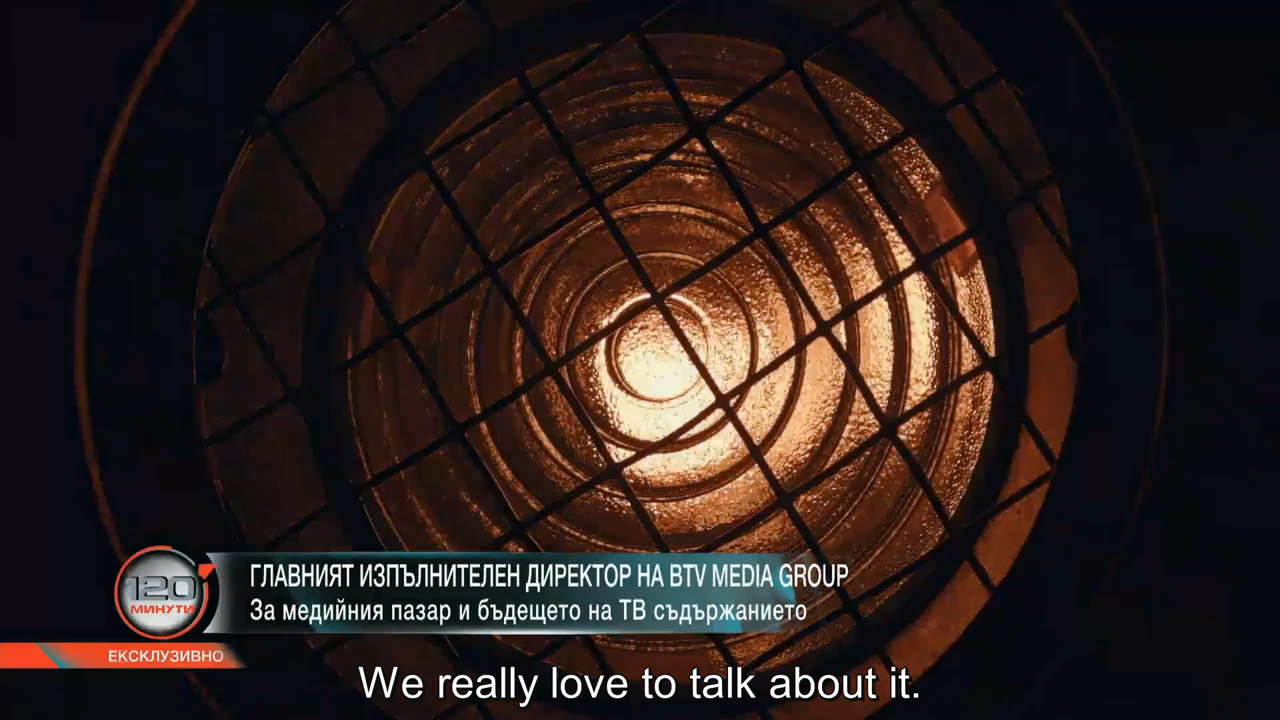 120
МИНУТИ
ГЛАВНИЯТ ИЗПЪЛНИТЕЛЕН ДИРЕКТОР НА BTV MEDIA GROUP
За медийния пазар и бъдещето на ТВ съдържанието
ЕКСКЛУЗИВНО
We really love to talk about it.